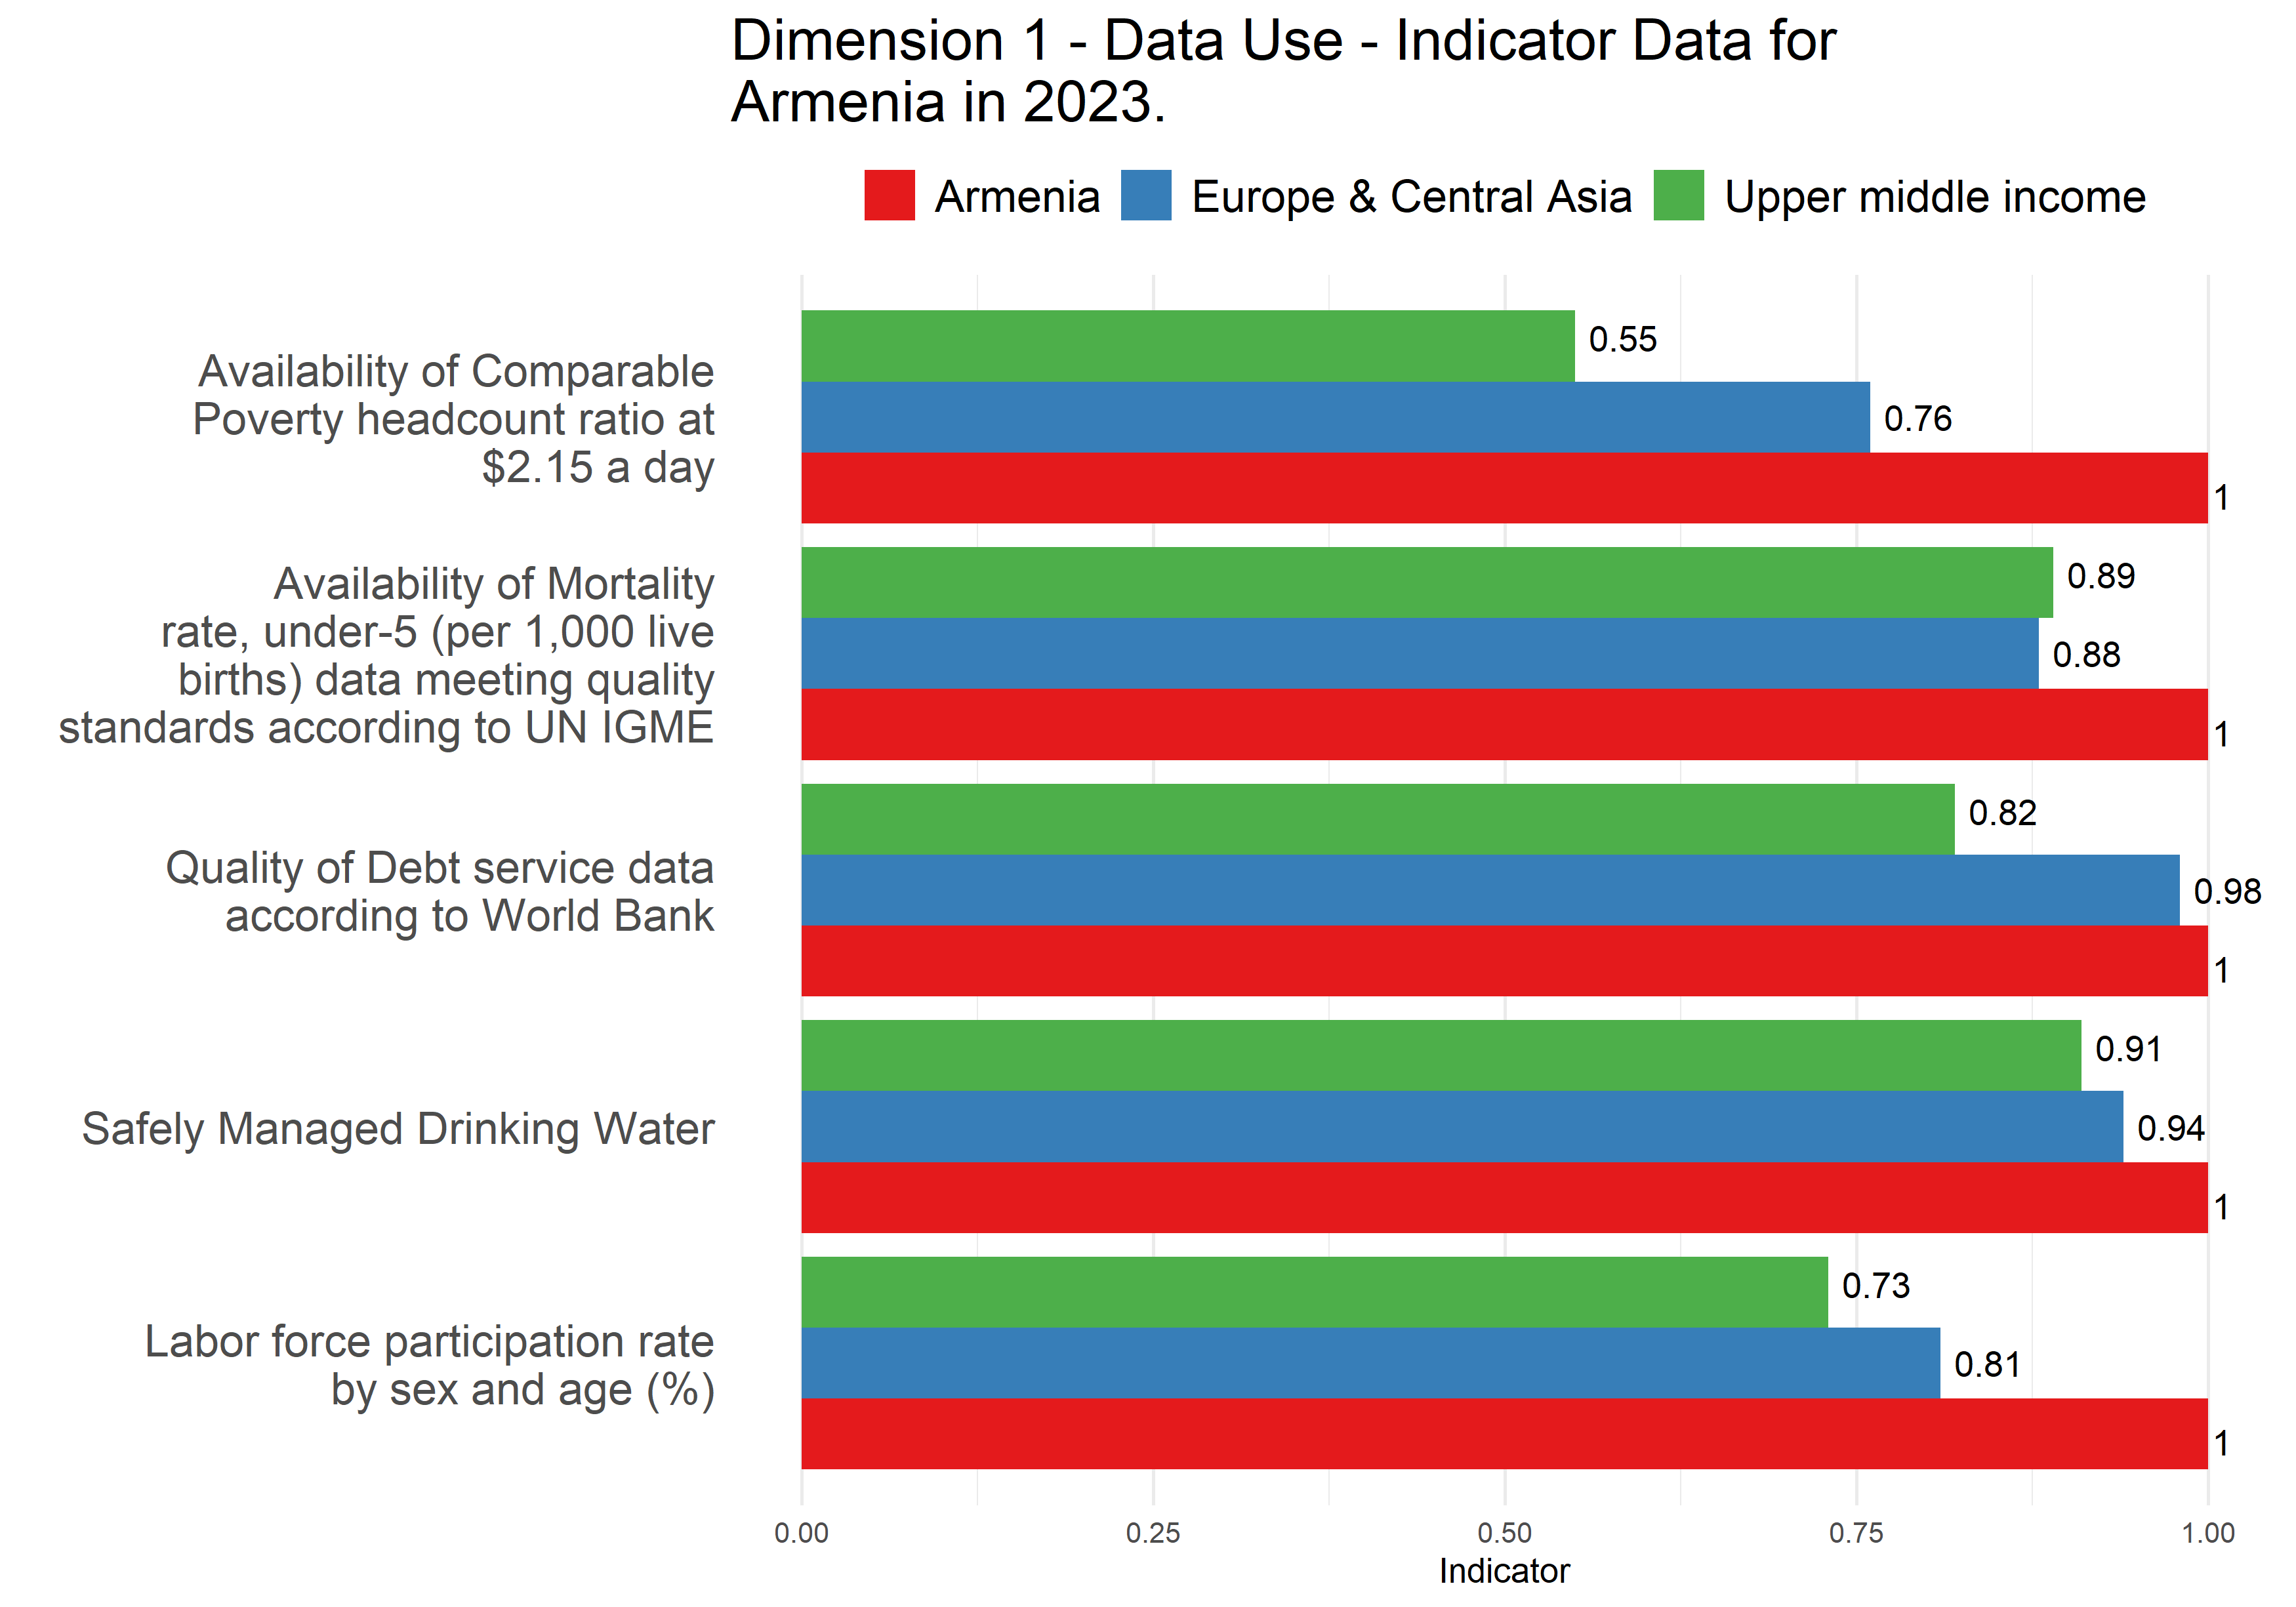 Dimension 1 - Data Use - Indicator Data for
Armenia in 2023.
Armenia
Europe & Central Asia
Upper middle income
Availability of Comparable
Poverty headcount ratio at
$2.15 a day
0.55
0.76
1
Availability of Mortality
rate, under-5 (per 1,000 live
births) data meeting quality
standards according to UN IGME
0.89
0.88
1
Quality of Debt service data
according to World Bank
0.82
0.98
1
Safely Managed Drinking Water
0.91
0.94
1
Labor force participation rate
by sex and age (%)
0.73
0.81
1
0.00
0.25
0.50
0.75
1.00
Indicator